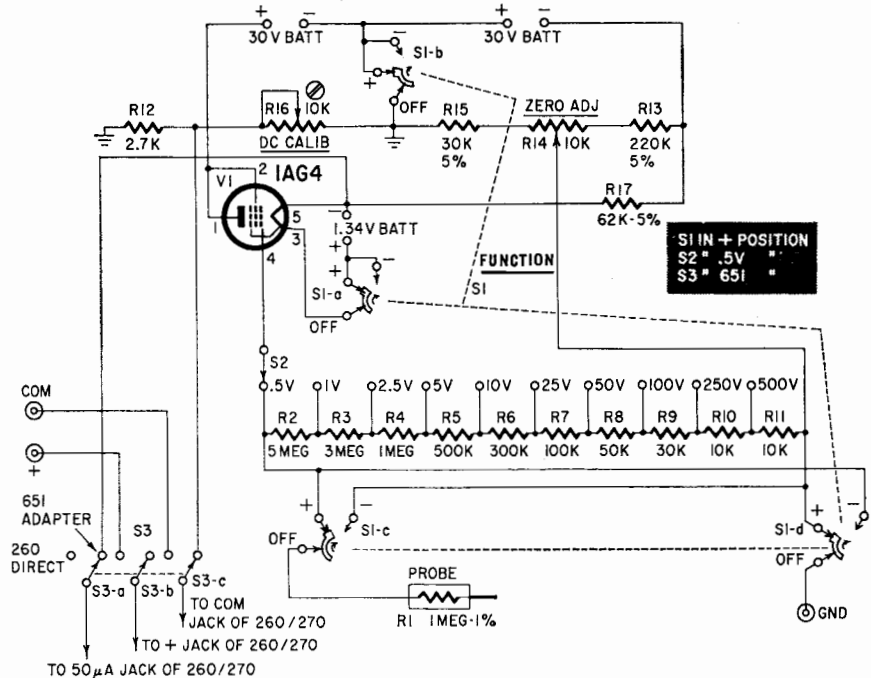 + − + −
30V BATT 30V BATT
− S1-b
+
OFF
R12 R16 10K R15 ZERO ADJ R13
2.7K DC CALIB 30K R14 10K 220K
5% 5%
V1 2 1AG4
1 5
3
4
R17
62K-5%
−
1.34V BATT
+
+ −
S1-a
OFF
FUNCTION
S1
S1 IN + POSITION
S2 " .5V "
S3 " 651 "
S2
.5V 1V 2.5V 5V 10V 25V 50V 100V 250V 500V
R2 R3 R4 R5 R6 R7 R8 R9 R10 R11
5MEG 3MEG 1MEG 500K 300K 100K 50K 30K 10K 10K
COM
+
651
ADAPTER
S3
260
DIRECT
S3-a S3-b S3-c
TO COM
JACK OF 260/270
TO + JACK OF 260/270
TO 50μA JACK OF 260/270
+ −
OFF S1-c
+ −
S1-d
OFF
PROBE
R1 1MEG-1%
GND